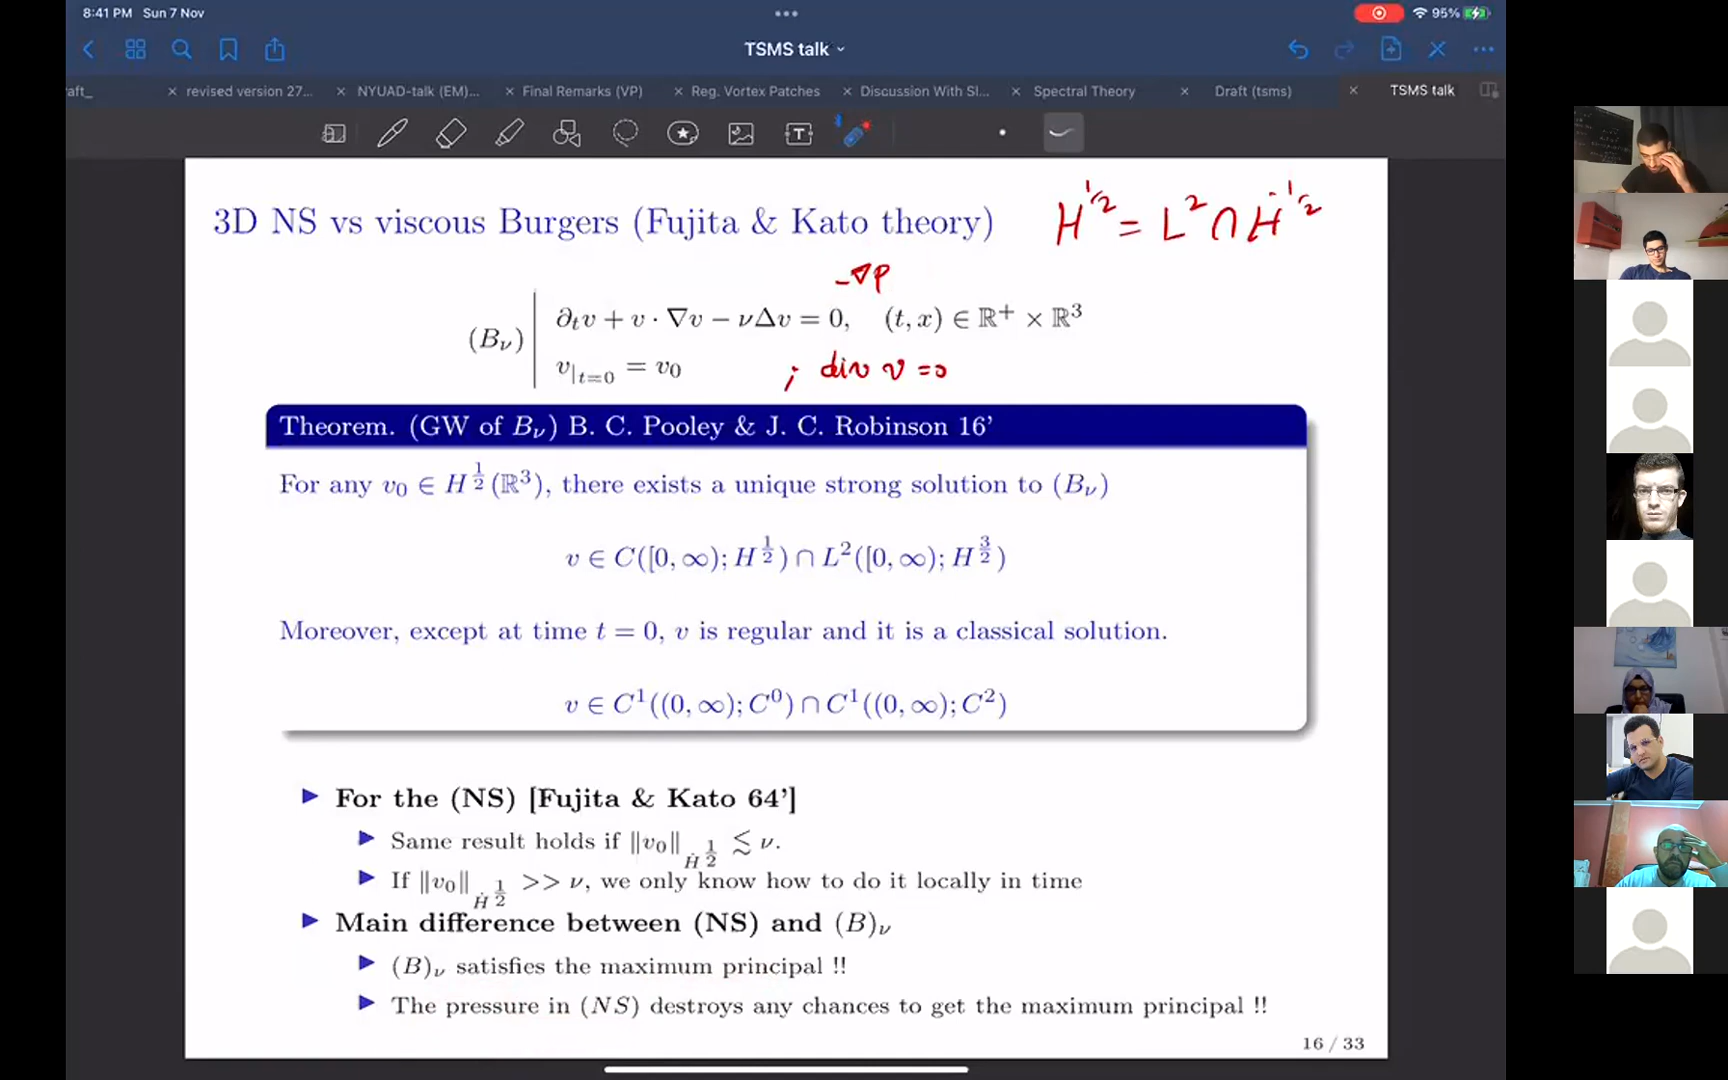 8:41 PM Sun 7 Nov
95%
TSMS talk
aft_
revised version 27...
NYUAD-talk (EM)...
Final Remarks (VP)
Reg. Vortex Patches
Discussion With Sl...
Spectral Theory
Draft (tsms)
TSMS talk
3D NS vs viscous Burgers (Fujita & Kato theory)
H^{1/2} = L^2 ∩ Ḣ^{1/2}
-∇p
(B_ν) | ∂_t v + v · ∇v − νΔv = 0, (t, x) ∈ ℝ^+ × ℝ^3
v_{|t=0} = v_0 ; div v = 0
Theorem. (GW of B_ν) B. C. Pooley & J. C. Robinson 16’
For any v_0 ∈ H^{1/2}(ℝ^3), there exists a unique strong solution to (B_ν)
v ∈ C([0, ∞); H^{1/2}) ∩ L^2([0, ∞); H^{3/2})
Moreover, except at time t = 0, v is regular and it is a classical solution.
v ∈ C^1((0, ∞); C^0) ∩ C^1((0, ∞); C^2)
▶ For the (NS) [Fujita & Kato 64’]
▶ Same result holds if ‖v_0‖_{Ḣ^{1/2}} ≲ ν.
▶ If ‖v_0‖_{Ḣ^{1/2}} >> ν, we only know how to do it locally in time
▶ Main difference between (NS) and (B)_ν
▶ (B)_ν satisfies the maximum principal !!
▶ The pressure in (NS) destroys any chances to get the maximum principal !!
16 / 33